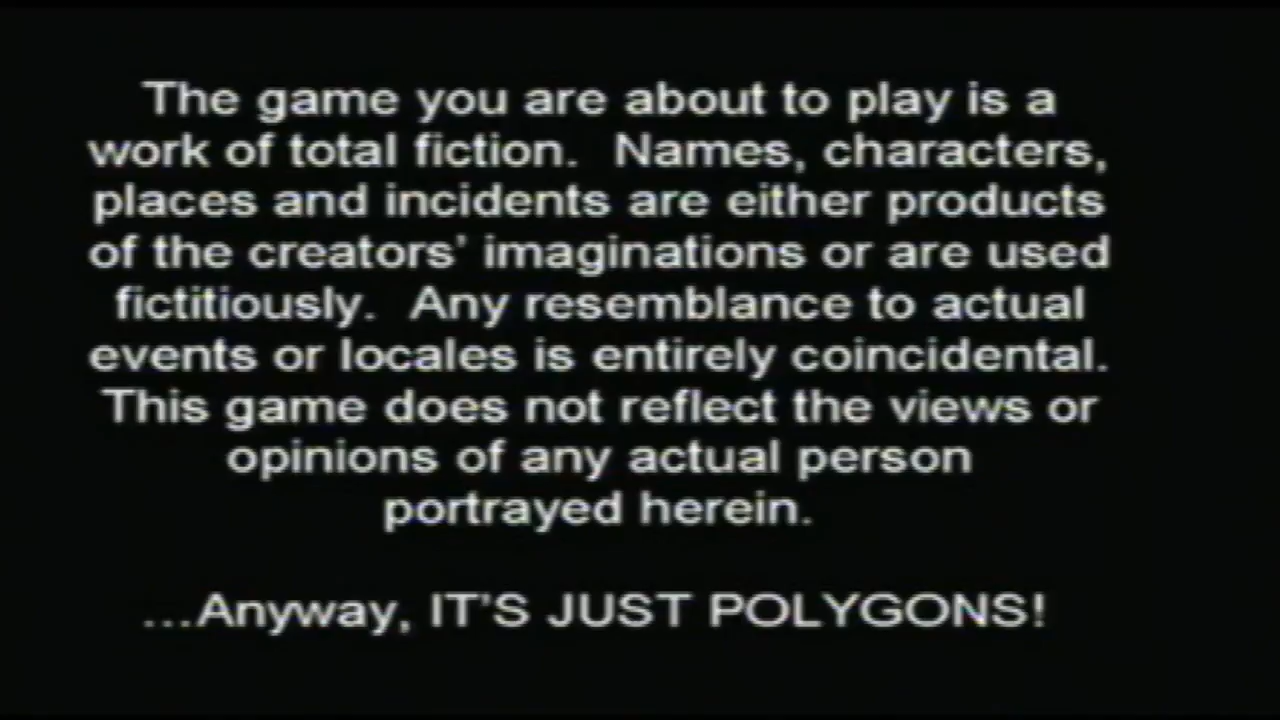 The game you are about to play is a
work of total fiction.  Names, characters,
places and incidents are either products
of the creators’ imaginations or are used
fictitiously.  Any resemblance to actual
events or locales is entirely coincidental.
This game does not reflect the views or
opinions of any actual person
portrayed herein.
...Anyway, IT’S JUST POLYGONS!